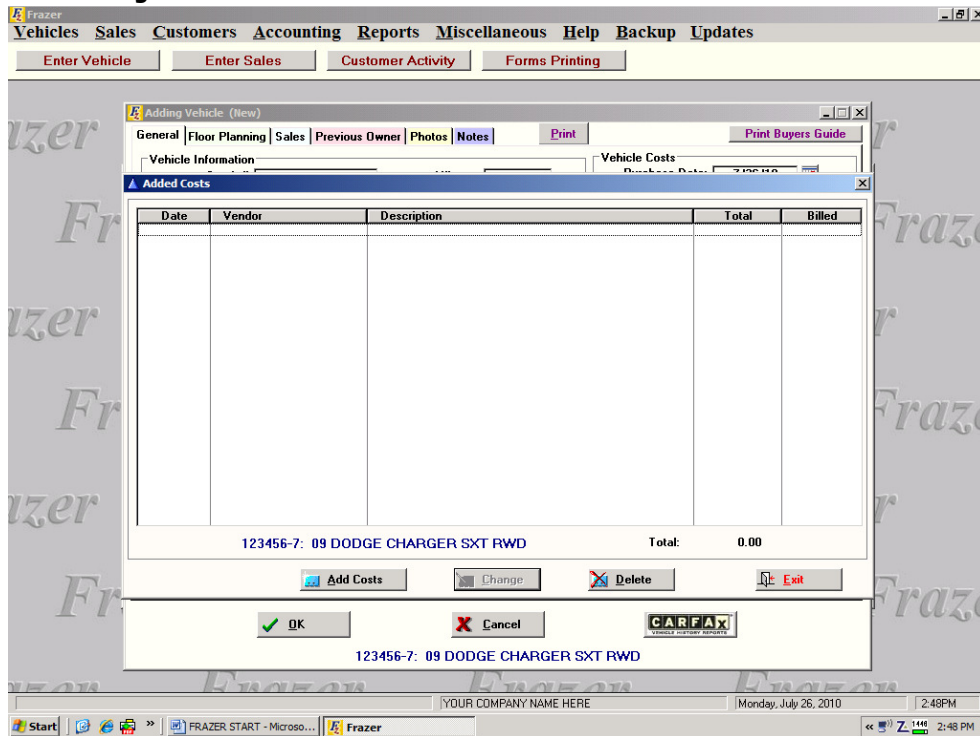 Frazer
Vehicles Sales Customers Accounting Reports Miscellaneous Help Backup Updates
Enter Vehicle Enter Sales Customer Activity Forms Printing
Adding Vehicle (New)
General Floor Planning Sales Previous Owner Photos Notes Print Print Buyers Guide
Vehicle Information Vehicle Costs
Added Costs
Date Vendor Description Total Billed
123456-7: 09 DODGE CHARGER SXT RWD Total: 0.00
Add Costs Change Delete Exit
OK Cancel CARFAX
VEHICLE HISTORY REPORTS
123456-7: 09 DODGE CHARGER SXT RWD
YOUR COMPANY NAME HERE Monday, July 26, 2010 2:48PM
Start » FRAZER START - Microso... Frazer « 2:48 PM